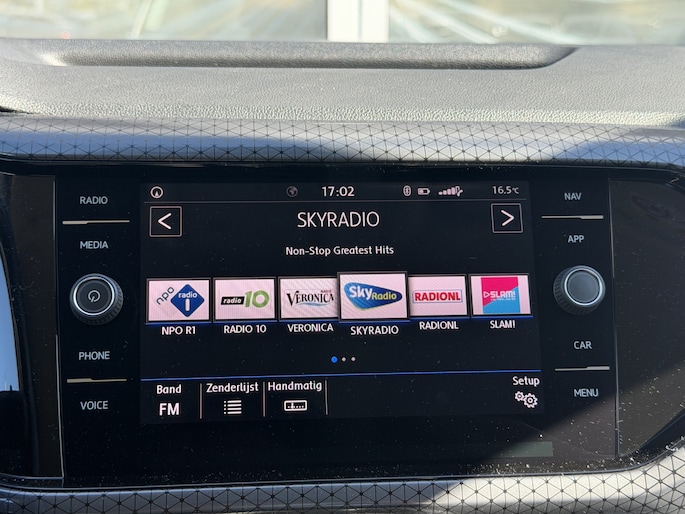 RADIO
MEDIA
PHONE
VOICE
17:02
16.5°C
SKYRADIO
Non-Stop Greatest Hits
npo radio 1
radio 10
RADIO VERONICA
Sky Radio
RADIONL
SLAM!
NPO R1
RADIO 10
VERONICA
SKYRADIO
RADIONL
SLAM!
Band
FM
Zenderlijst
Handmatig
Setup
NAV
APP
CAR
MENU